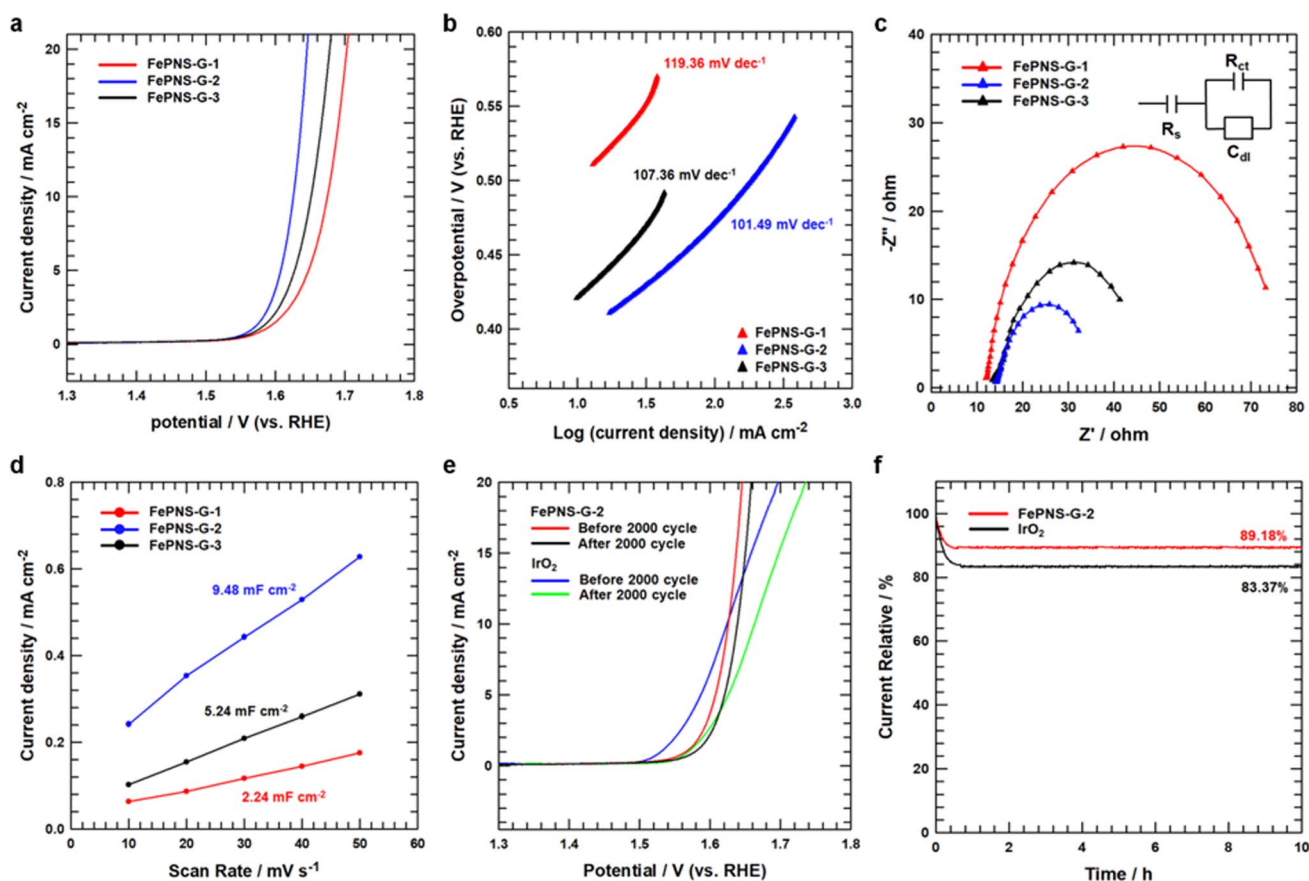 a
FePNS-G-1
FePNS-G-2
FePNS-G-3
20
15
10
5
0
1.3 1.4 1.5 1.6 1.7 1.8
Current density / mA cm⁻²
potential / V (vs. RHE)
b
119.36 mV dec⁻¹
107.36 mV dec⁻¹
101.49 mV dec⁻¹
FePNS-G-1
FePNS-G-2
FePNS-G-3
0.60
0.55
0.50
0.45
0.40
0.5 1.0 1.5 2.0 2.5 3.0
Overpotential / V (vs. RHE)
Log (current density) / mA cm⁻²
c
FePNS-G-1
FePNS-G-2
FePNS-G-3
Rct
Rs
Cdl
40
30
20
10
0
0 10 20 30 40 50 60 70 80
-Z'' / ohm
Z' / ohm
d
FePNS-G-1
FePNS-G-2
FePNS-G-3
9.48 mF cm⁻²
5.24 mF cm⁻²
2.24 mF cm⁻²
0.8
0.6
0.4
0.2
0.0
0 10 20 30 40 50 60
Current density / mA cm⁻²
Scan Rate / mV s⁻¹
e
FePNS-G-2
Before 2000 cycle
After 2000 cycle
IrO₂
Before 2000 cycle
After 2000 cycle
20
15
10
5
0
1.3 1.4 1.5 1.6 1.7 1.8
Current density / mA cm⁻²
Potential / V (vs. RHE)
f
FePNS-G-2
IrO₂
89.18%
83.37%
100
80
60
40
20
0
0 2 4 6 8 10
Current Relative / %
Time / h